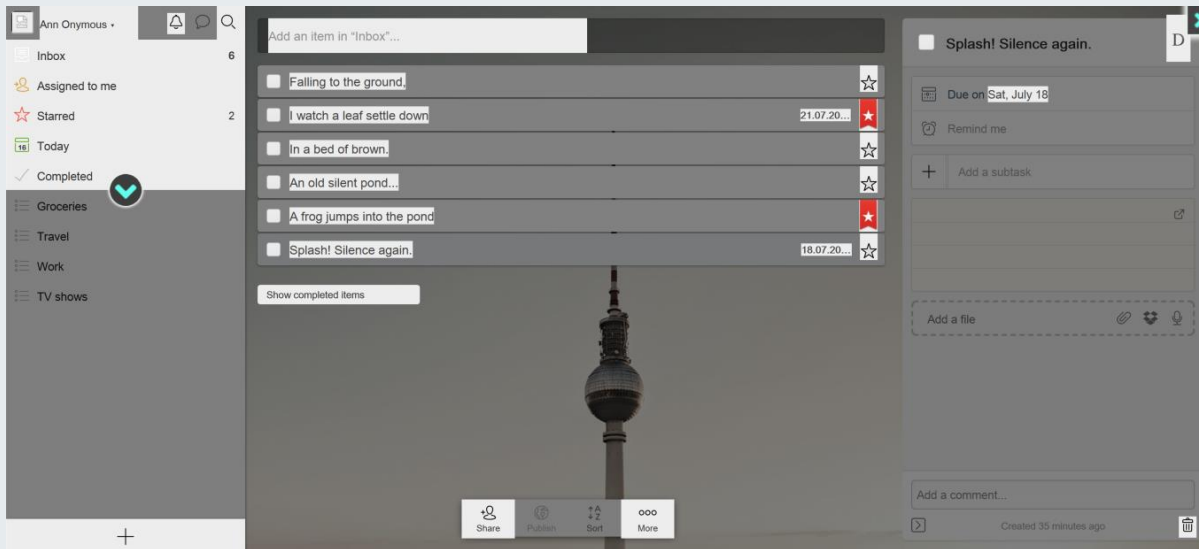 Ann Onymous
Inbox 6
Assigned to me
Starred 2
16 Today
Completed
Groceries
Travel
Work
TV shows
Add an item in “Inbox”...
Falling to the ground,
I watch a leaf settle down 21.07.20...
In a bed of brown.
An old silent pond...
A frog jumps into the pond
Splash! Silence again. 18.07.20...
Show completed items
Share
Publish
Sort
More
Splash! Silence again.
D
Due on Sat, July 18
Remind me
Add a subtask
Add a file
Add a comment...
Created 35 minutes ago